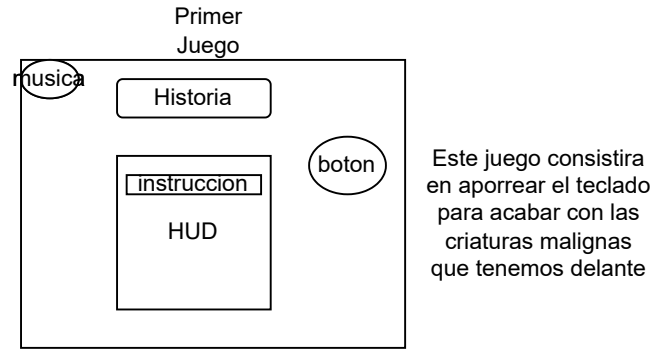 Primer
Juego
musica
Historia
boton
instruccion
HUD
Este juego consistira
en aporrear el teclado
para acabar con las
criaturas malignas
que tenemos delante